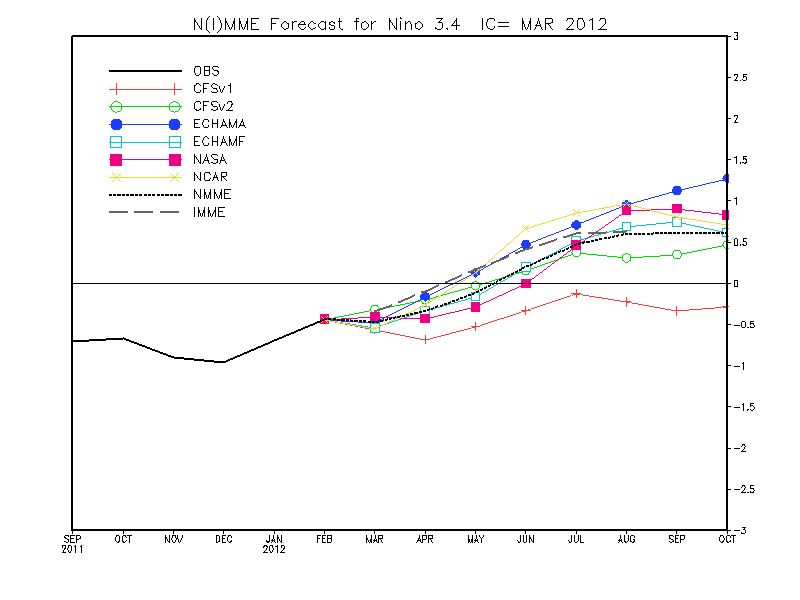 N(I)MME Forecast for Nino 3.4 IC= MAR 2012
OBS
CFSv1
CFSv2
ECHAMA
ECHAMF
NASA
NCAR
NMME
IMME
3
2.5
2
1.5
1
0.5
0
-0.5
-1
-1.5
-2
-2.5
-3
SEP OCT NOV DEC JAN FEB MAR APR MAY JUN JUL AUG SEP OCT
2011 2012